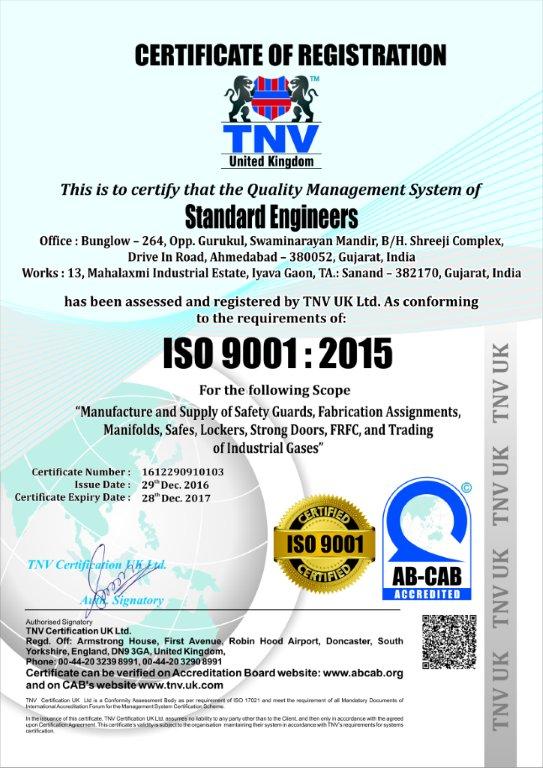 CERTIFICATE OF REGISTRATION
TM
TNV
United Kingdom
This is to certify that the Quality Management System of
Standard Engineers
Office : Bunglow – 264, Opp. Gurukul, Swaminarayan Mandir, B/H. Shreeji Complex,
Drive In Road, Ahmedabad – 380052, Gujarat, India
Works : 13, Mahalaxmi Industrial Estate, Iyava Gaon, TA.: Sanand – 382170, Gujarat, India
has been assessed and registered by TNV UK Ltd. As conforming
to the requirements of:
ISO 9001 : 2015
For the following Scope
“Manufacture and Supply of Safety Guards, Fabrication Assignments,
Manifolds, Safes, Lockers, Strong Doors, FRFC, and Trading
of Industrial Gases”
Certificate Number : 1612290910103
Issue Date : 29th Dec. 2016
Certificate Expiry Date : 28th Dec. 2017
CERTIFIED
ISO 9001
CERTIFIED
©
AB-CAB
ACCREDITED
TNV Certification UK Ltd.
Auth. Signatory
Authorised Signatory
TNV Certification UK Ltd.
Regd. Off: Armstrong House, First Avenue, Robin Hood Airport, Doncaster, South
Yorkshire, England, DN9 3GA, United Kingdom,
Phone: 00-44-20 3239 8991, 00-44-20 3290 8991
Certificate can be verified on Accreditation Board website: www.abcab.org
and on CAB's website www.tnv.uk.com
TNV Certification UK Ltd is a Conformity Assessment Body as per requirement of ISO 17021 and meet the requirement of all Mandatory Documents of
International Accreditation Forum for the Management System Certification Scheme.
In the issuance of this certificate, TNV Certification UK Ltd. assumes no liability to any party other than to the Client, and then only in accordance with the agreed
upon Certification Agreement. This certificate's validity is subject to the organisation maintaining their system in accordance with TNV's requirements for systems
certification.
TNV UK
TNV UK
TNV UK
TNV UK